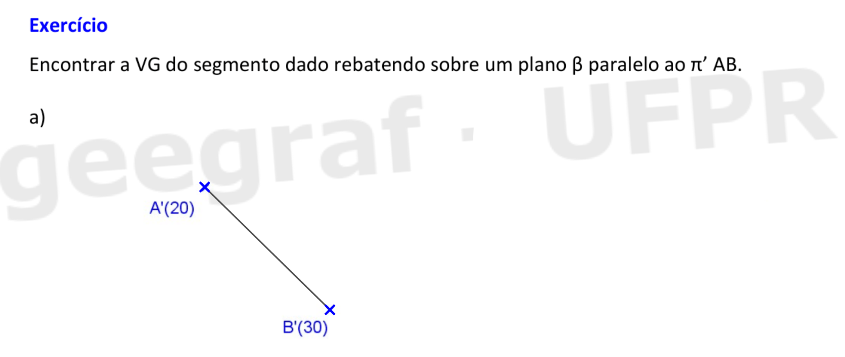 Exercício
Encontrar a VG do segmento dado rebatendo sobre um plano β paralelo ao π’ AB.
a)
geegraf · UFPR
A'(20)
B'(30)